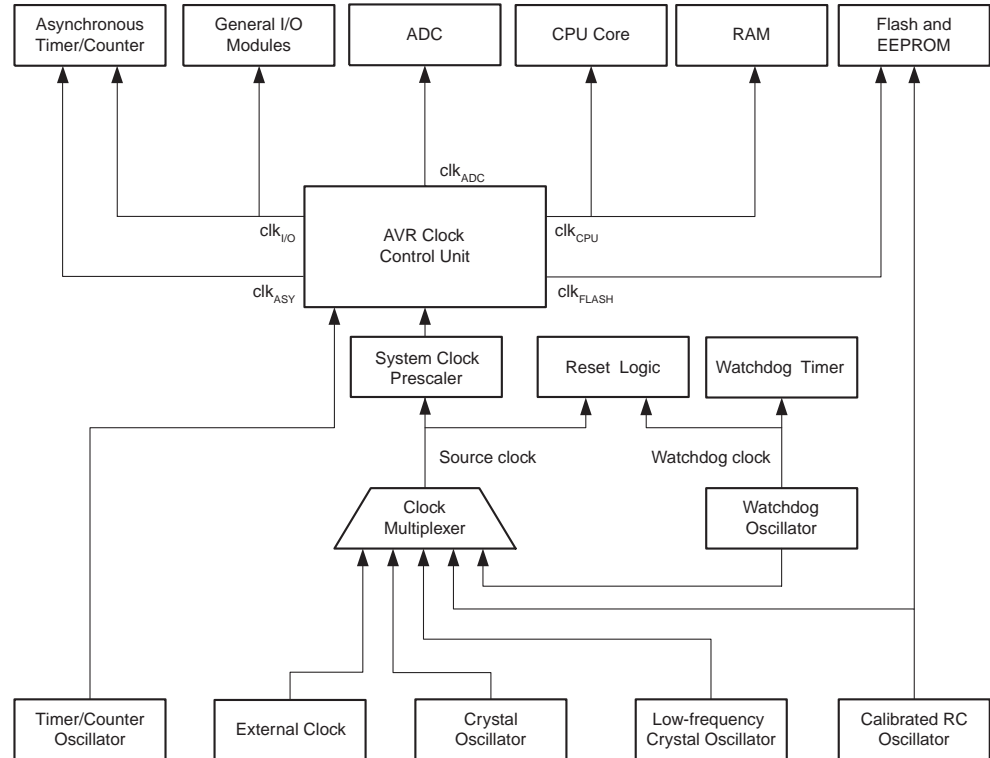 Asynchronous
Timer/Counter
General I/O
Modules
ADC
CPU Core
RAM
Flash and
EEPROM
clkADC
clkI/O
AVR Clock
Control Unit
clkCPU
clkASY
clkFLASH
System Clock
Prescaler
Reset Logic
Watchdog Timer
Source clock
Watchdog clock
Clock
Multiplexer
Watchdog
Oscillator
Timer/Counter
Oscillator
External Clock
Crystal
Oscillator
Low-frequency
Crystal Oscillator
Calibrated RC
Oscillator